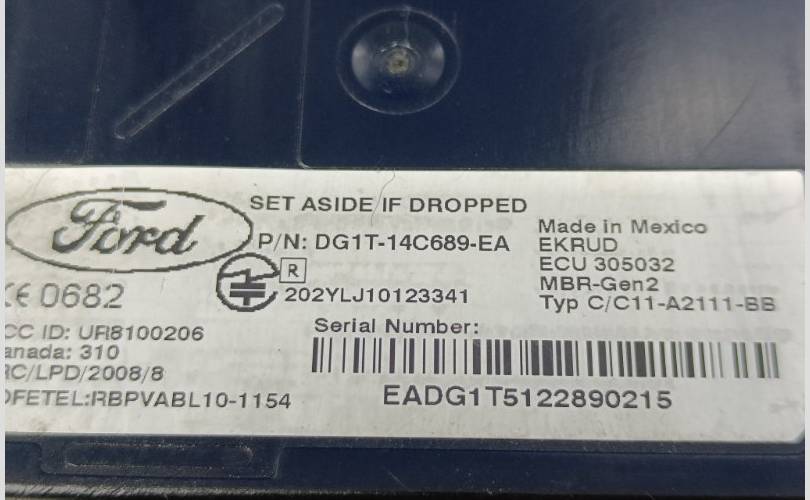 Ford
SET ASIDE IF DROPPED
P/N: DG1T-14C689-EA
R
202YLJ10123341
Made in Mexico
EKRUD
ECU 305032
MBR-Gen2
Typ C/C11-A2111-BB
CE 0682
CC ID: UR8100206
anada: 310
RC/LPD/2008/8
OFETEL:RBPVABL10-1154
Serial Number:
EADG1T5122890215